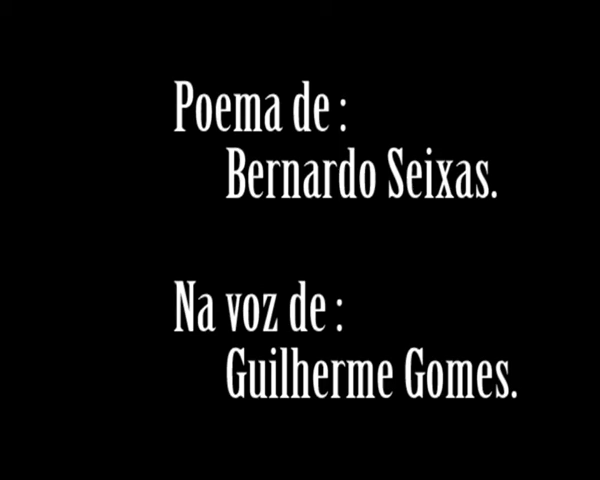 Poema de :
Bernardo Seixas.
Na voz de :
Guilherme Gomes.